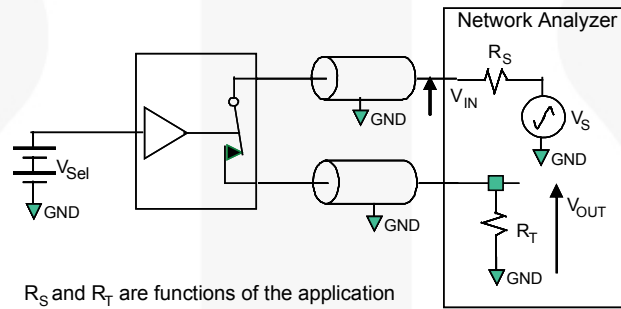 Network Analyzer
R_S
V_IN
GND
V_S
GND
V_Sel
GND
GND
V_OUT
R_T
GND
R_S and R_T are functions of the application